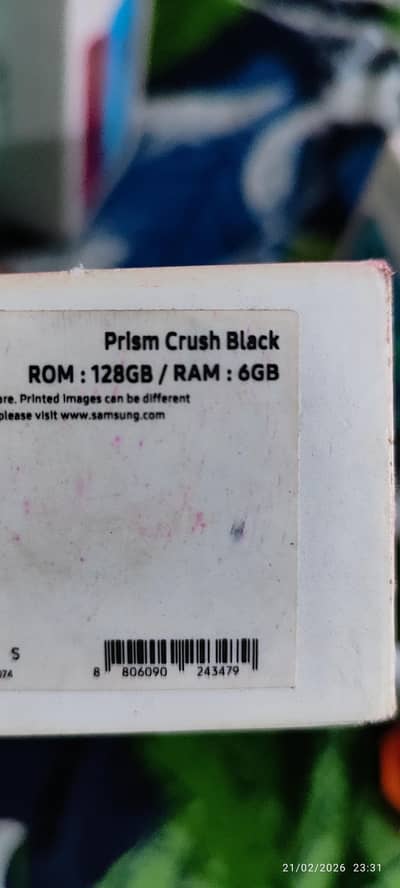 Prism Crush Black
ROM : 128GB / RAM : 6GB
Printed images can be different
please visit www.samsung.com
S
8 806090 243479
21/02/2026 23:31